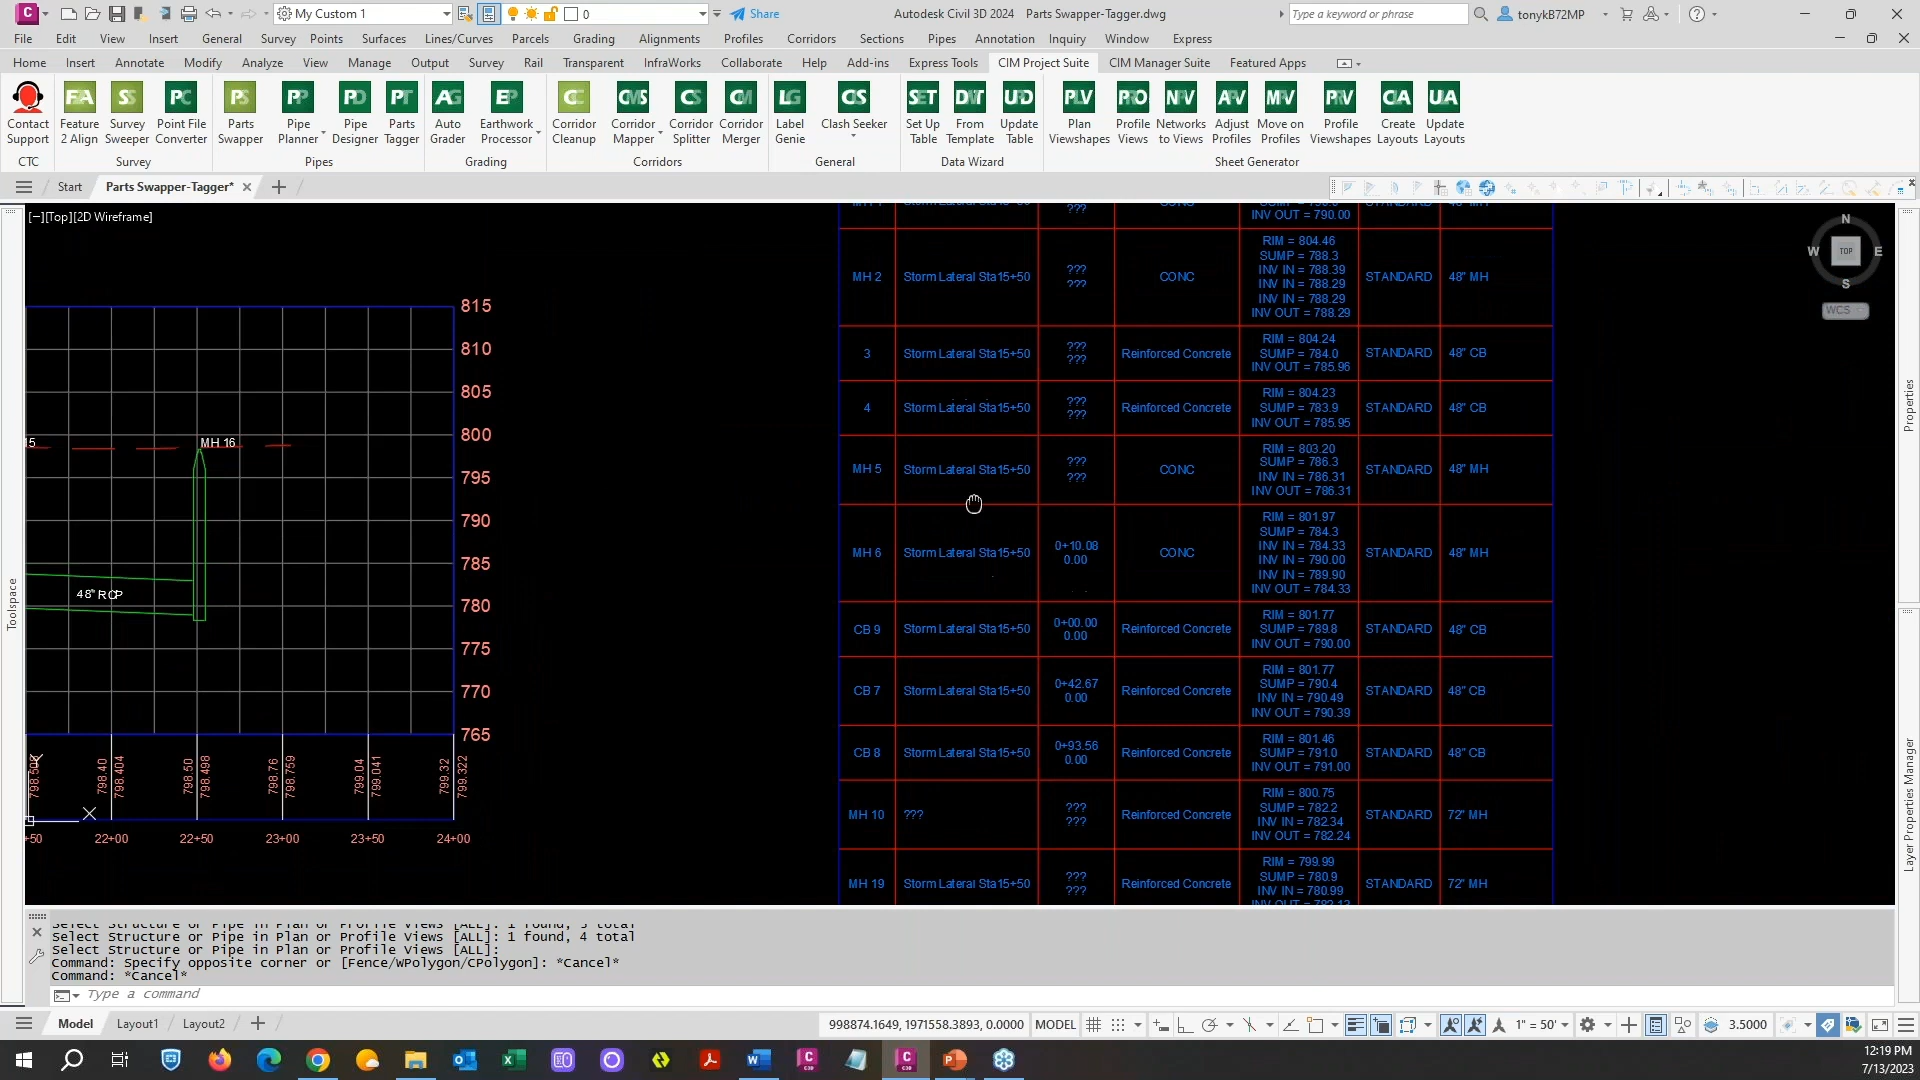 My Custom 1
0
Share
Autodesk Civil 3D 2024 Parts Swapper-Tagger.dwg
Type a keyword or phrase
tonykB72MP
File Edit View Insert General Survey Points Surfaces Lines/Curves Parcels Grading Alignments Profiles Corridors Sections Pipes Annotation Inquiry Window Express
Home Insert Annotate Modify Analyze View Manage Output Survey Rail Transparent InfraWorks Collaborate Help Add-ins Express Tools CIM Project Suite CIM Manager Suite Featured Apps
Contact Support
Feature 2 Align
Survey Sweeper
Point File Converter
Parts Swapper
Pipe Planner
Pipe Designer
Parts Tagger
Auto Grader
Earthwork Processor
Corridor Cleanup
Corridor Mapper
Corridor Splitter
Corridor Merger
Label Genie
Clash Seeker
Set Up Table
From Template
Update Table
Plan Viewshapes
Profile Views
Networks to Views
Adjust Profiles
Move on Profiles
Profile Viewshapes
Create Layouts
Update Layouts
CTC Survey Pipes Grading Corridors General Data Wizard Sheet Generator
Start Parts Swapper-Tagger*
[−][Top][2D Wireframe]
N
W TOP E
S
WCS
Toolspace
Properties
Layer Properties Manager
815
810
805
800
795
790
785
780
775
770
765
15
MH 16
48" RCP
798.40
798.404
798.50
798.498
798.76
798.759
799.04
799.041
799.32
799.322
+50 22+00 22+50 23+00 23+50 24+00
???
INV OUT = 790.00
MH 2 Storm Lateral Sta15+50 ??? ??? CONC
RIM = 804.46
SUMP = 788.3
INV IN = 788.39
INV IN = 788.29
INV IN = 788.29
INV OUT = 788.29
STANDARD 48" MH
3 Storm Lateral Sta15+50 ??? ??? Reinforced Concrete
RIM = 804.24
SUMP = 784.0
INV OUT = 785.96
STANDARD 48" CB
4 Storm Lateral Sta15+50 ??? ??? Reinforced Concrete
RIM = 804.23
SUMP = 783.9
INV OUT = 785.95
STANDARD 48" CB
MH 5 Storm Lateral Sta15+50 ??? ??? CONC
RIM = 803.20
SUMP = 786.3
INV IN = 786.31
INV OUT = 786.31
STANDARD 48" MH
MH 6 Storm Lateral Sta15+50 0+10.08 0.00 CONC
RIM = 801.97
SUMP = 784.3
INV IN = 784.33
INV IN = 790.00
INV IN = 789.90
INV OUT = 784.33
STANDARD 48" MH
CB 9 Storm Lateral Sta15+50 0+00.00 0.00 Reinforced Concrete
RIM = 801.77
SUMP = 789.8
INV OUT = 790.00
STANDARD 48" CB
CB 7 Storm Lateral Sta15+50 0+42.67 0.00 Reinforced Concrete
RIM = 801.77
SUMP = 790.4
INV IN = 790.49
INV OUT = 790.39
STANDARD 48" CB
CB 8 Storm Lateral Sta15+50 0+93.56 0.00 Reinforced Concrete
RIM = 801.46
SUMP = 791.0
INV OUT = 791.00
STANDARD 48" CB
MH 10 ??? ??? ??? Reinforced Concrete
RIM = 800.75
SUMP = 782.2
INV IN = 782.34
INV OUT = 782.24
STANDARD 72" MH
MH 19 Storm Lateral Sta15+50 ??? ??? Reinforced Concrete
RIM = 799.99
SUMP = 780.9
INV IN = 780.99
STANDARD 72" MH
Select Structure or Pipe in Plan or Profile Views [ALL]: 1 found, 3 total
Select Structure or Pipe in Plan or Profile Views [ALL]: 1 found, 4 total
Select Structure or Pipe in Plan or Profile Views [ALL]:
Command: Specify opposite corner or [Fence/WPolygon/CPolygon]: *Cancel*
Command: *Cancel*
Type a command
Model Layout1 Layout2
998874.1649, 1971558.3893, 0.0000 MODEL
1" = 50'
3.5000
12:19 PM
7/13/2023